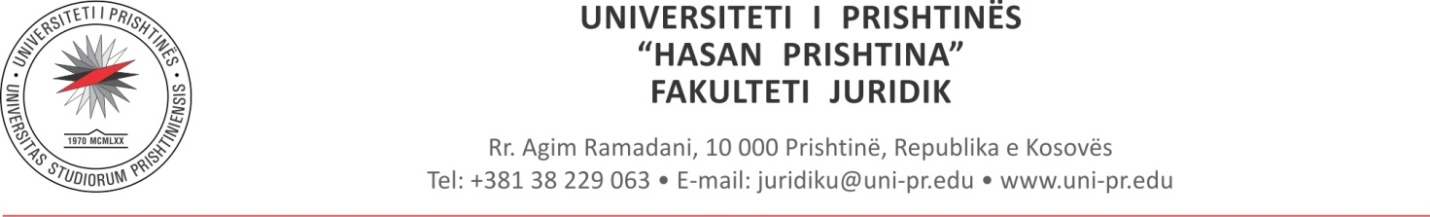 UNIVERSITETI I PRISHTINËS • UNIVERSITAS STUDIORUM PRISHTINIENSIS •
1970 MCMLXX
UNIVERSITETI I PRISHTINËS
“HASAN PRISHTINA”
FAKULTETI JURIDIK
Rr. Agim Ramadani, 10 000 Prishtinë, Republika e Kosovës
Tel: +381 38 229 063 • E-mail: juridiku@uni-pr.edu • www.uni-pr.edu